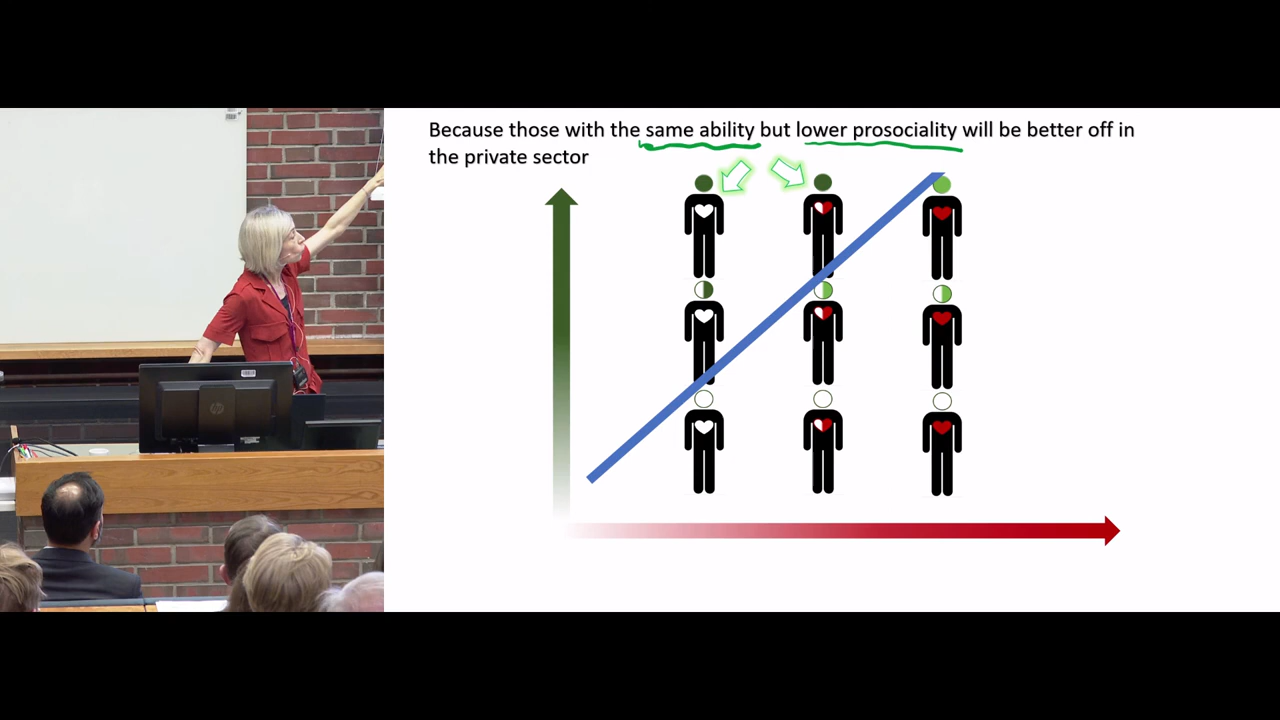 Because those with the same ability but lower prosociality will be better off in
the private sector